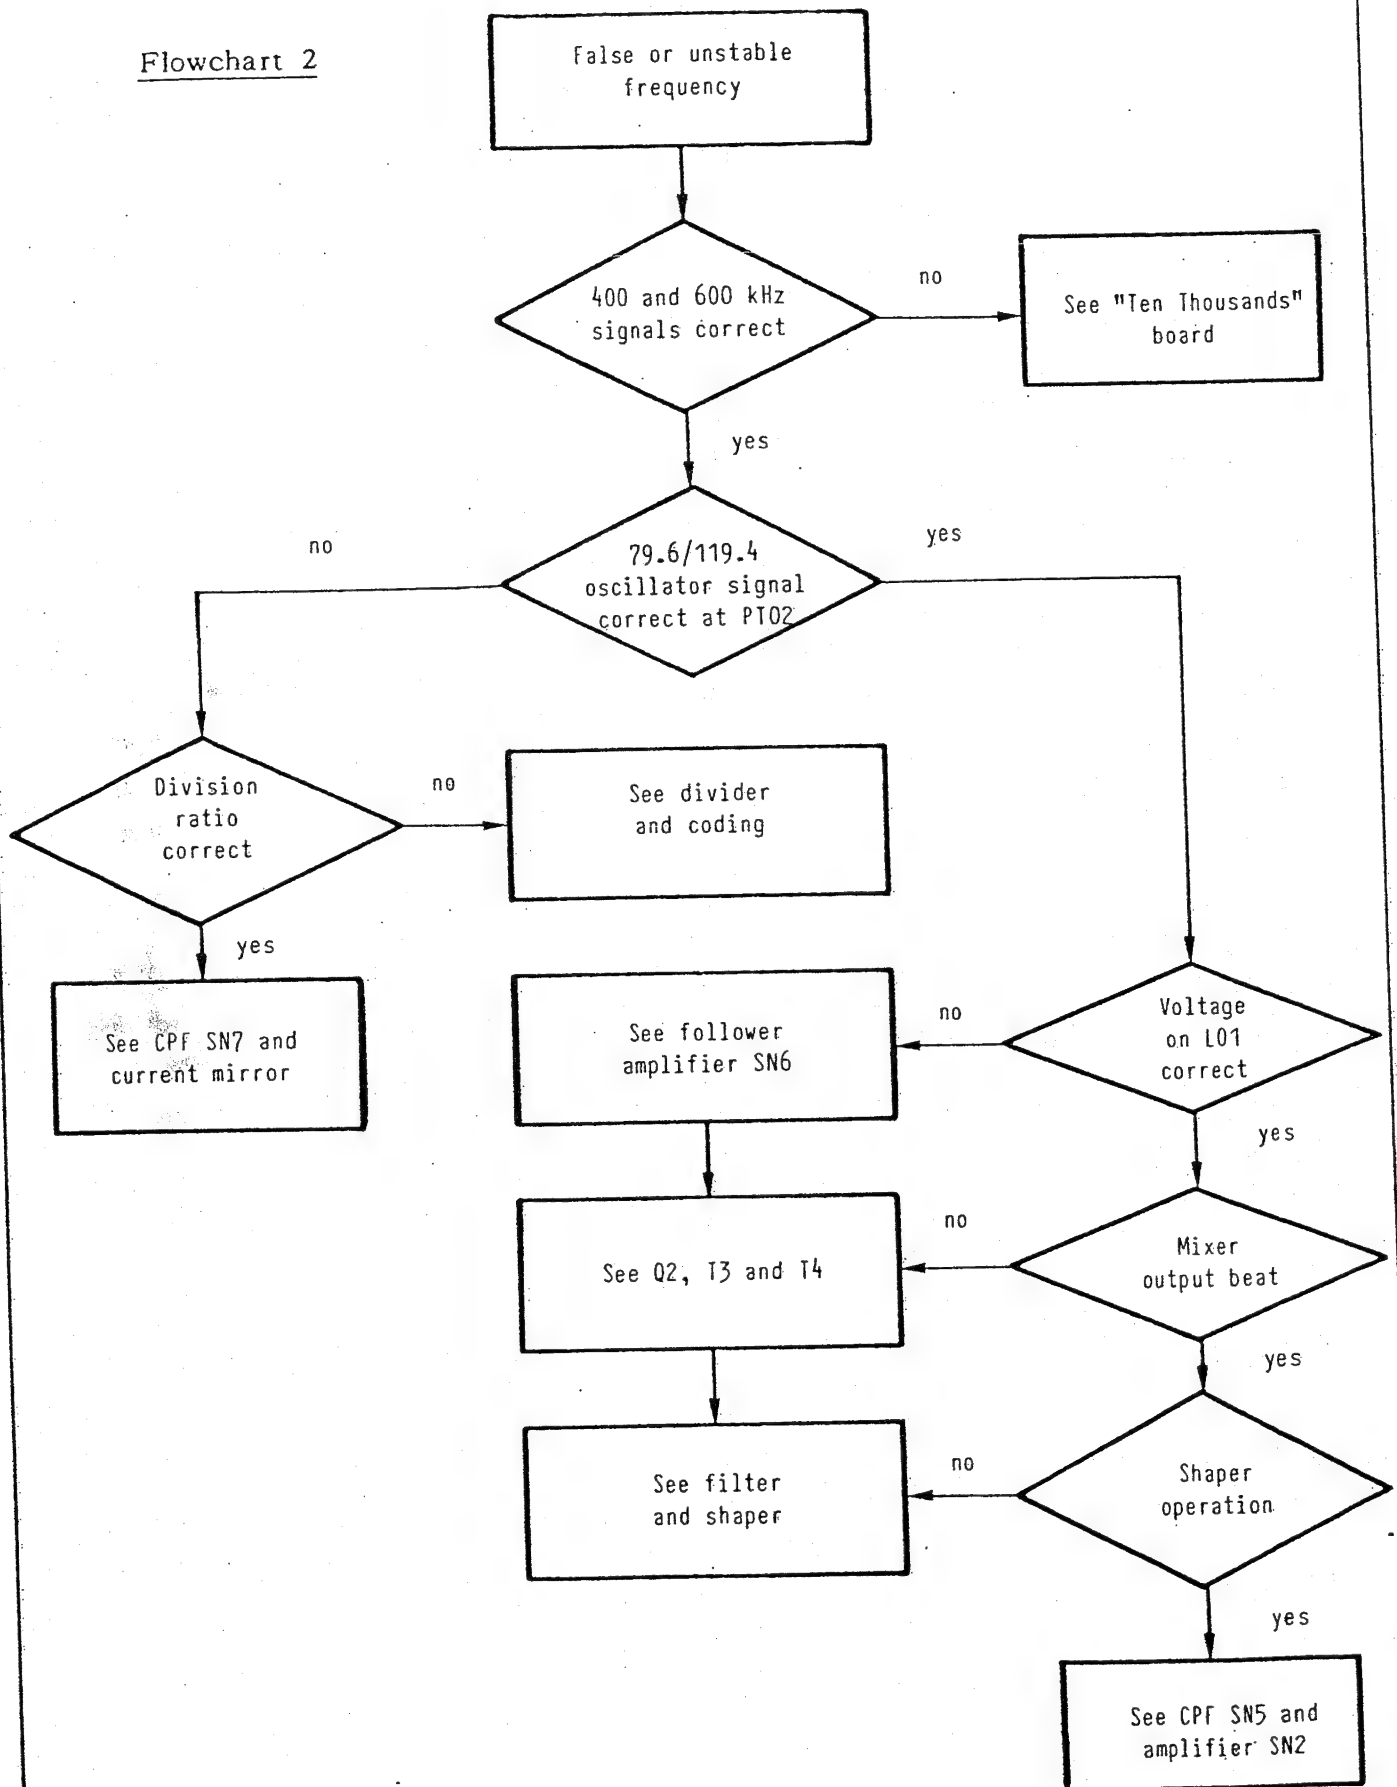 Flowchart 2
False or unstable
frequency
400 and 600 kHz
signals correct
no
See "Ten Thousands"
board
yes
79.6/119.4
oscillator signal
correct at PT02
no
yes
Division
ratio
correct
no
See divider
and coding
yes
See CPF SN7 and
current mirror
Voltage
on L01
correct
no
See follower
amplifier SN6
yes
Mixer
output beat
no
See Q2, T3 and T4
yes
Shaper
operation
no
See filter
and shaper
yes
See CPF SN5 and
amplifier SN2